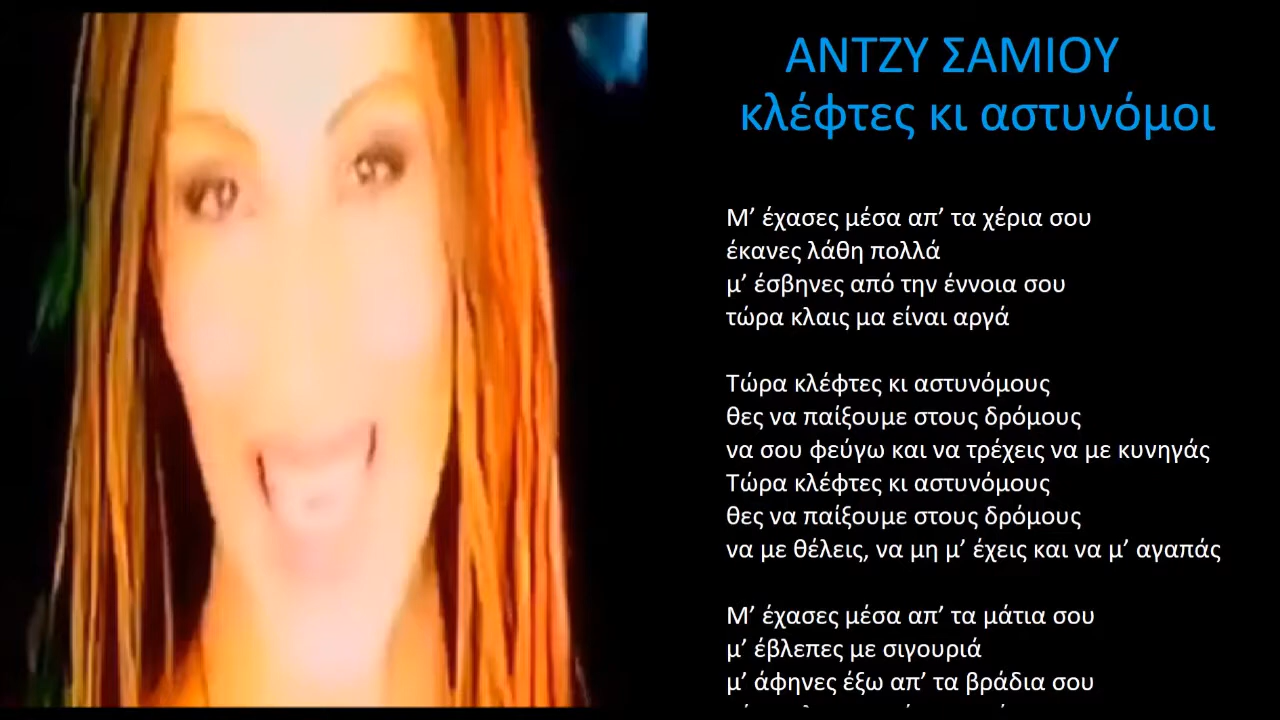 ΑΝΤΖΥ ΣΑΜΙΟΥ
κλέφτες κι αστυνόμοι
Μ’ έχασες μέσα απ’ τα χέρια σου
έκανες λάθη πολλά
μ’ έσβηνες από την έννοια σου
τώρα κλαις μα είναι αργά
Τώρα κλέφτες κι αστυνόμους
θες να παίξουμε στους δρόμους
να σου φεύγω και να τρέχεις να με κυνηγάς
Τώρα κλέφτες κι αστυνόμους
θες να παίξουμε στους δρόμους
να με θέλεις, να μη μ’ έχεις και να μ’ αγαπάς
Μ’ έχασες μέσα απ’ τα μάτια σου
μ’ έβλεπες με σιγουριά
μ’ άφηνες έξω απ’ τα βράδια σου